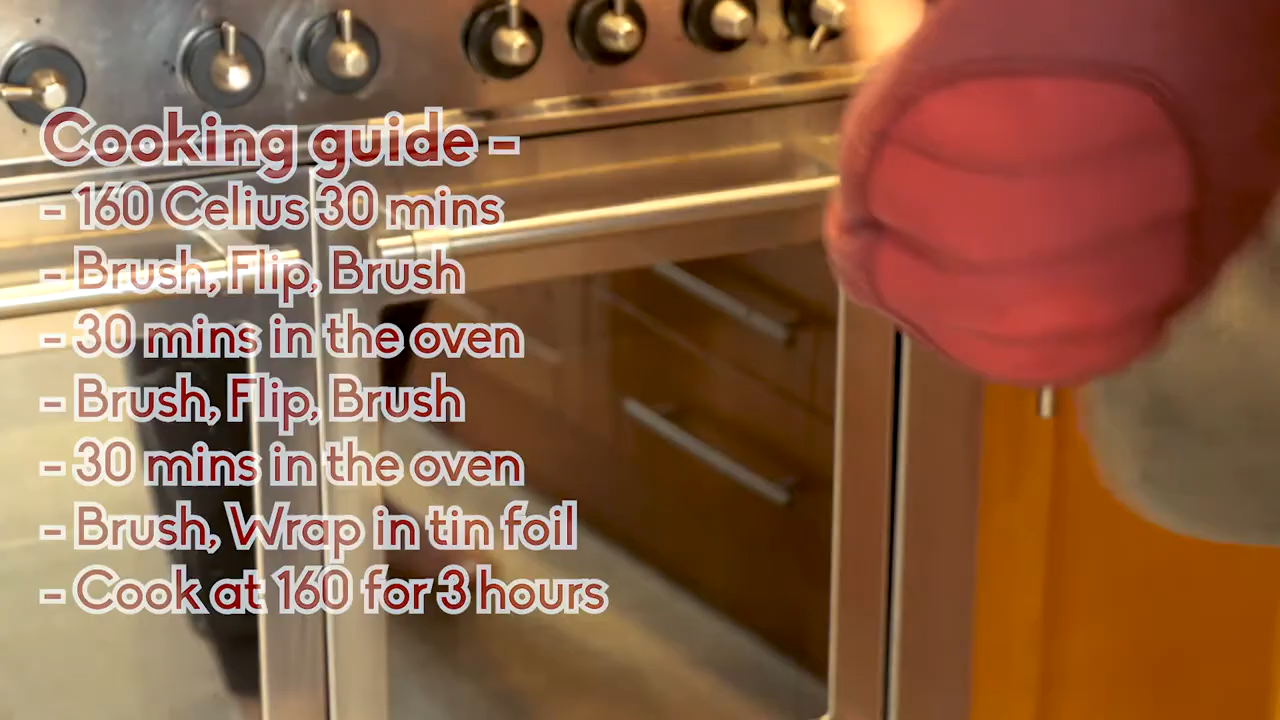 Cooking guide -
- 160 Celius 30 mins
- Brush, Flip, Brush
- 30 mins in the oven
- Brush, Flip, Brush
- 30 mins in the oven
- Brush, Wrap in tin foil
- Cook at 160 for 3 hours